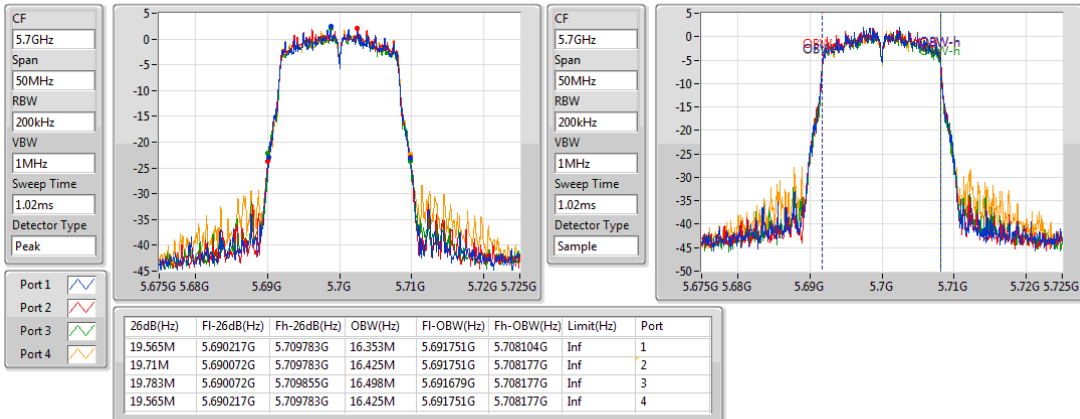 CF
5.7GHz
Span
50MHz
RBW
200kHz
VBW
1MHz
Sweep Time
1.02ms
Detector Type
Peak
5
0
-5
-10
-15
-20
-25
-30
-35
-40
-45
5.675G 5.68G 5.69G 5.7G 5.71G 5.72G 5.725G
CF
5.7GHz
Span
50MHz
RBW
200kHz
VBW
1MHz
Sweep Time
1.02ms
Detector Type
Sample
5
0
-5
-10
-15
-20
-25
-30
-35
-40
-45
-50
OBW-h
5.675G 5.68G 5.69G 5.7G 5.71G 5.72G 5.725G
Port 1
Port 2
Port 3
Port 4
26dB(Hz) Fl-26dB(Hz) Fh-26dB(Hz) OBW(Hz) Fl-OBW(Hz) Fh-OBW(Hz) Limit(Hz) Port
19.565M 5.690217G 5.709783G 16.353M 5.691751G 5.708104G Inf 1
19.71M 5.690072G 5.709783G 16.425M 5.691751G 5.708177G Inf 2
19.783M 5.690072G 5.709855G 16.498M 5.691679G 5.708177G Inf 3
19.565M 5.690217G 5.709783G 16.425M 5.691751G 5.708177G Inf 4